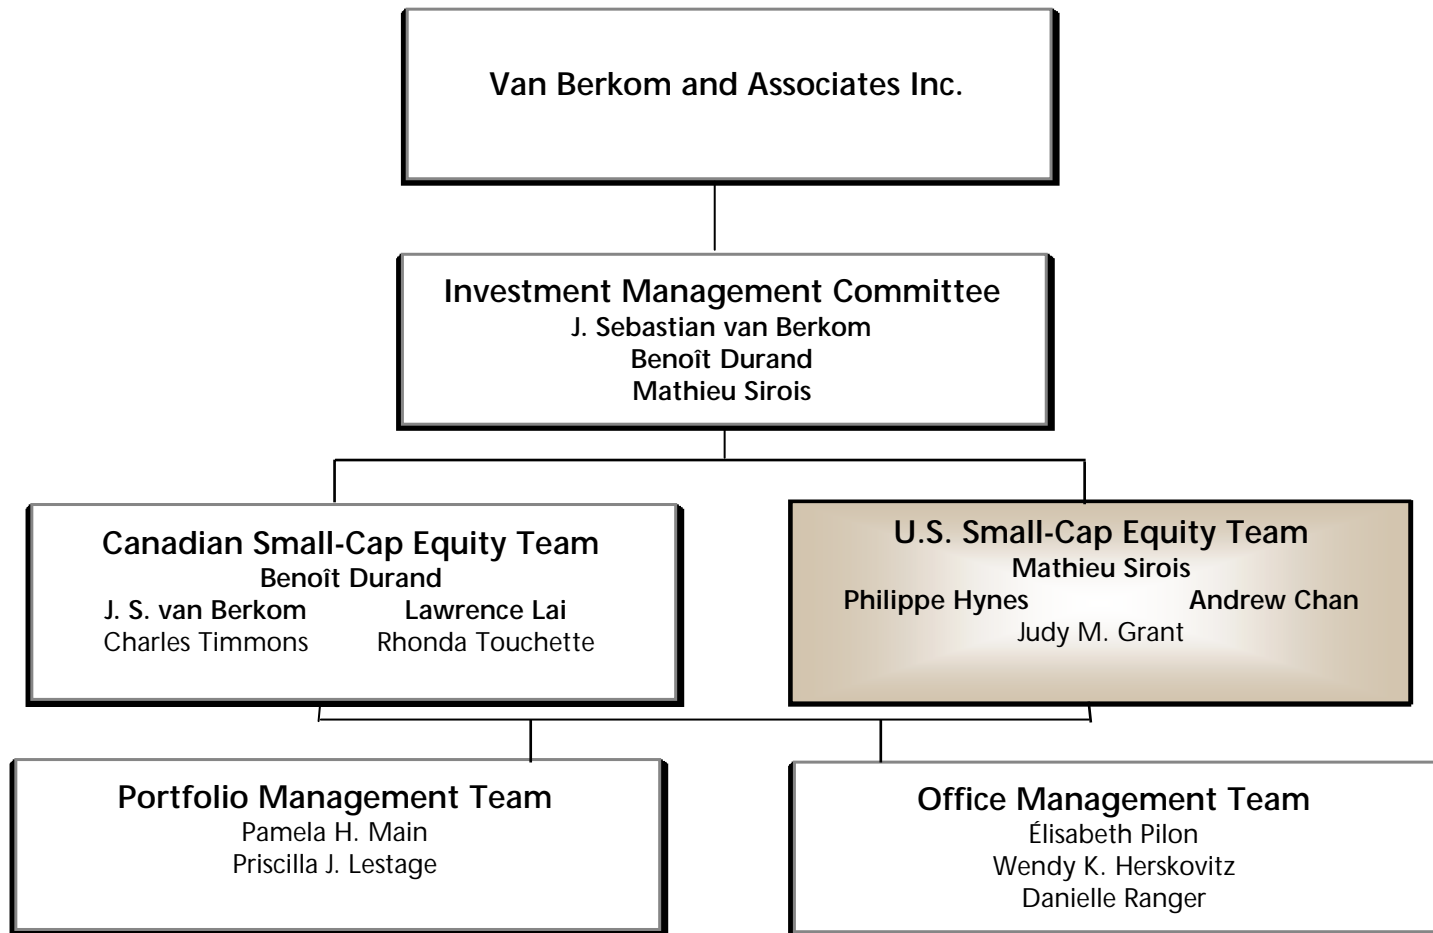 Van Berkom and Associates Inc.
Investment Management Committee
J. Sebastian van Berkom
Benoît Durand
Mathieu Sirois
Canadian Small-Cap Equity Team
Benoît Durand
J. S. van Berkom Lawrence Lai
Charles Timmons Rhonda Touchette
U.S. Small-Cap Equity Team
Mathieu Sirois
Philippe Hynes Andrew Chan
Judy M. Grant
Portfolio Management Team
Pamela H. Main
Priscilla J. Lestage
Office Management Team
Élisabeth Pilon
Wendy K. Herskovitz
Danielle Ranger